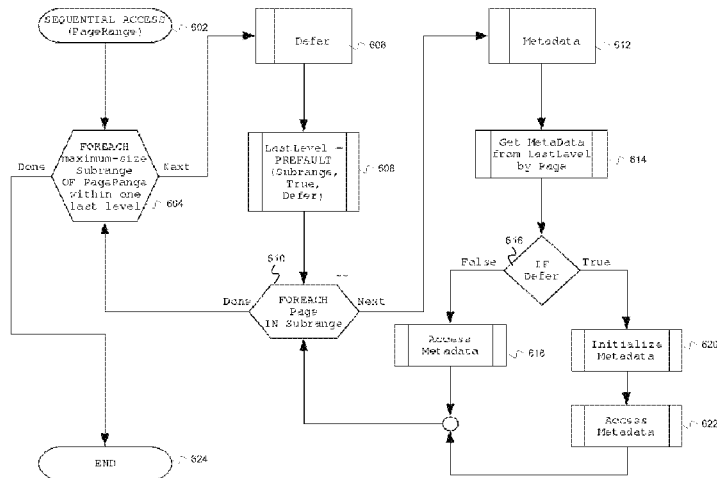 SEQUENTIAL ACCESS
(PageRange)
602
Defer
606
Metadata
612
FOREACH
maximum-size
Subrange
OF PageRange
within one
last level
604
Done
Next
LastLevel =
PREFAULT
(Subrange,
True,
Defer)
608
Get MetaData
from LastLevel
by Page
614
610
FOREACH
Page
IN Subrange
Done
Next
616
IF
Defer
False
True
Access
Metadata
618
Initialize
Metadata
620
Access
Metadata
622
END
624